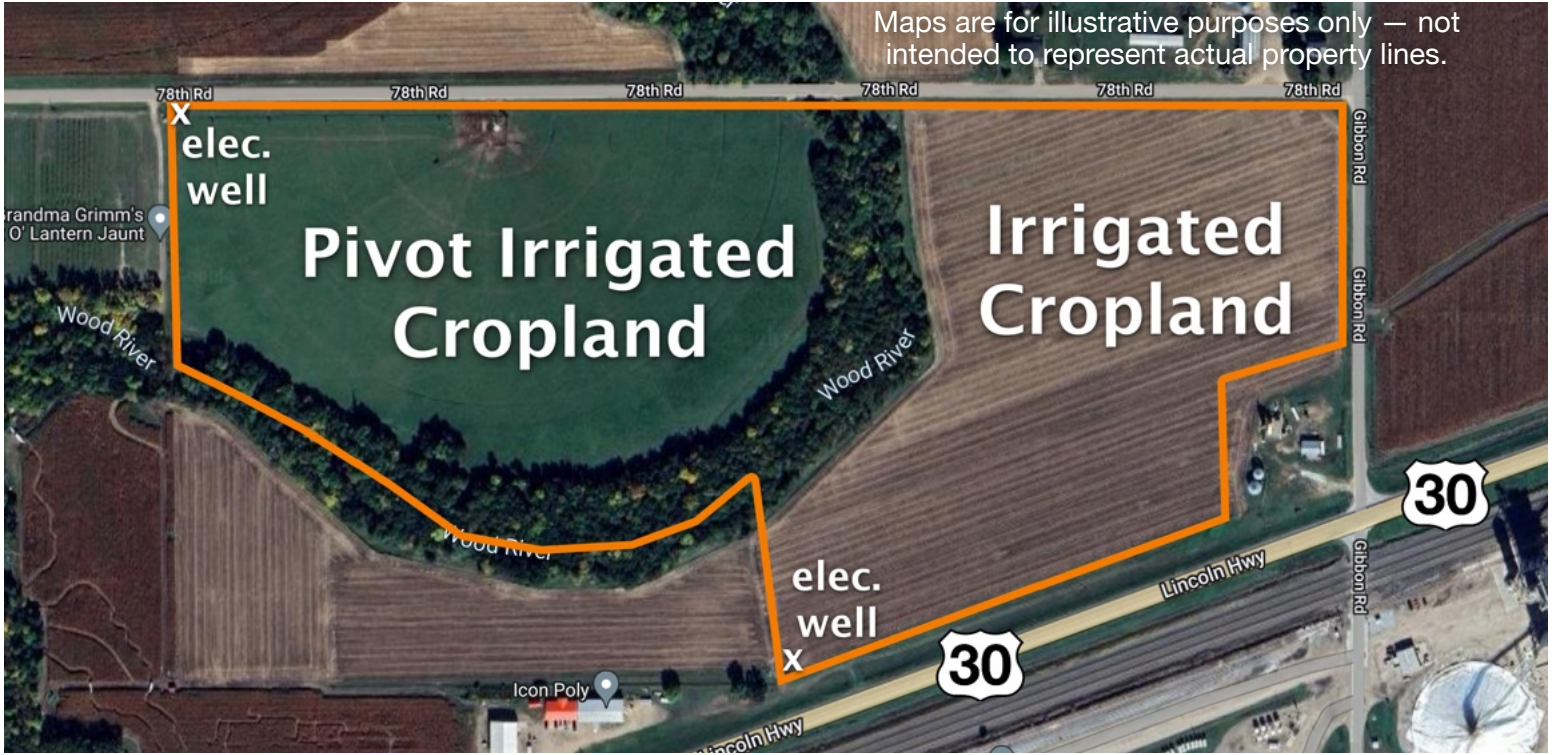 Maps are for illustrative purposes only — not
intended to represent actual property lines.
78th Rd
78th Rd
78th Rd
78th Rd
78th Rd
78th Rd
X
elec.
well
Gibbon Rd
randma Grimm's
O' Lantern Jaunt
Pivot Irrigated
Cropland
Irrigated
Cropland
Gibbon Rd
Wood River
Wood River
30
Wood River
Lincoln Hwy
Gibbon Rd
elec.
well
X
30
Icon Poly
Lincoln Hwy